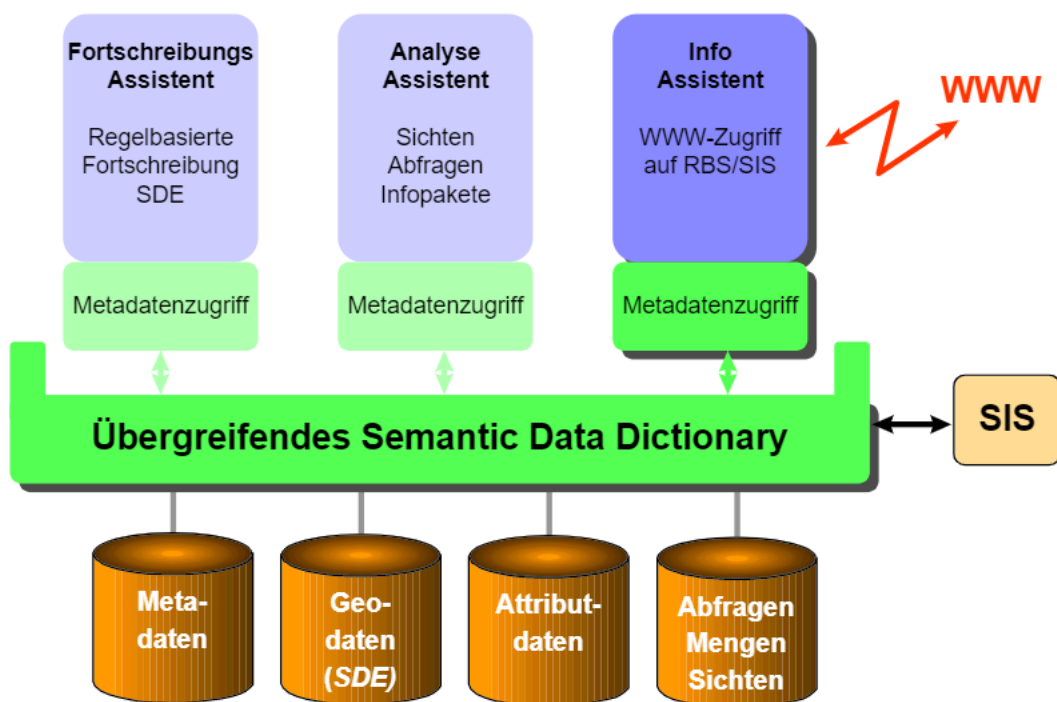 Fortschreibungs
Assistent
Regelbasierte
Fortschreibung
SDE
Metadatenzugriff
Analyse
Assistent
Sichten
Abfragen
Infopakete
Metadatenzugriff
Info
Assistent
WWW-Zugriff
auf RBS/SIS
Metadatenzugriff
WWW
Übergreifendes Semantic Data Dictionary
SIS
Meta-
daten
Geo-
daten
(SDE)
Attribut-
daten
Abfragen
Mengen
Sichten